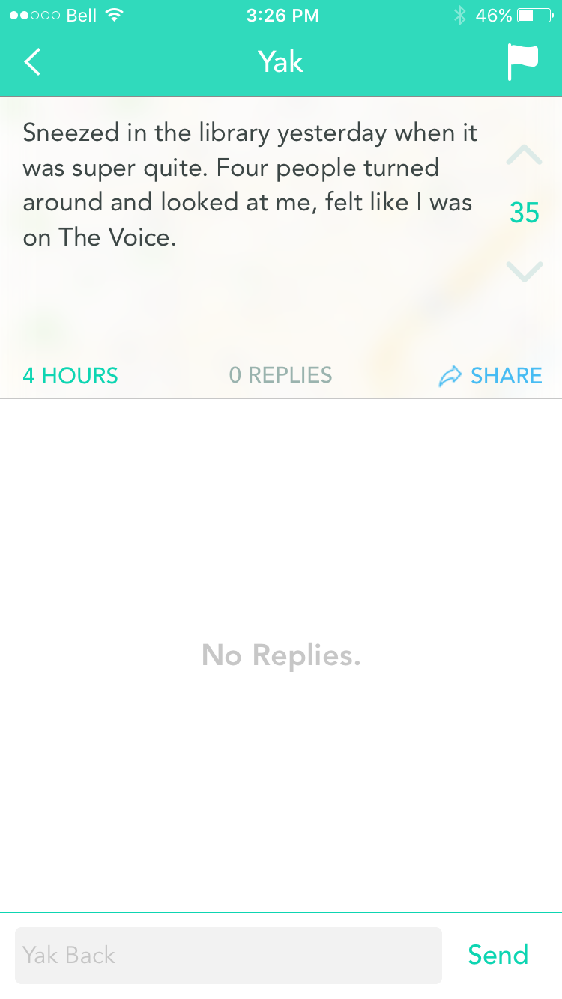 Bell 3:26 PM 46%
Yak
Sneezed in the library yesterday when it
was super quite. Four people turned
around and looked at me, felt like I was
on The Voice.
35
4 HOURS 0 REPLIES SHARE
No Replies.
Yak Back Send